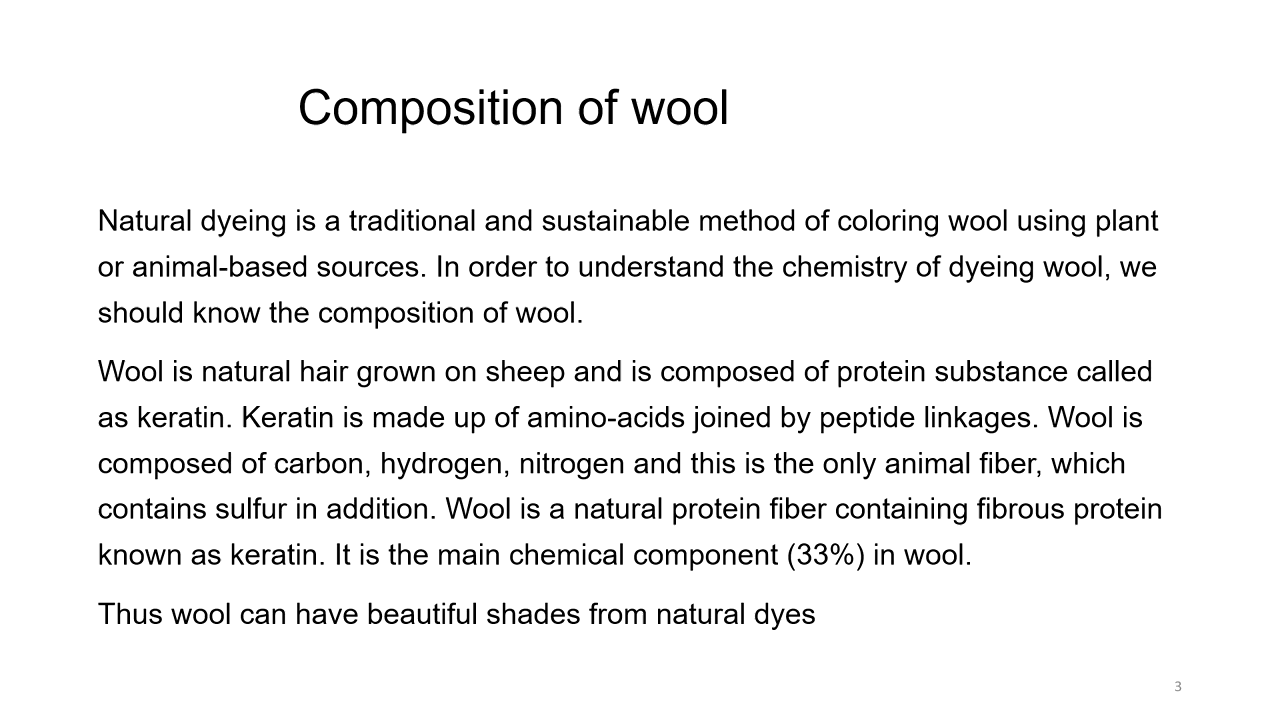 Composition of wool
Natural dyeing is a traditional and sustainable method of coloring wool using plant
or animal-based sources. In order to understand the chemistry of dyeing wool, we
should know the composition of wool.
Wool is natural hair grown on sheep and is composed of protein substance called
as keratin. Keratin is made up of amino-acids joined by peptide linkages. Wool is
composed of carbon, hydrogen, nitrogen and this is the only animal fiber, which
contains sulfur in addition. Wool is a natural protein fiber containing fibrous protein
known as keratin. It is the main chemical component (33%) in wool.
Thus wool can have beautiful shades from natural dyes
3